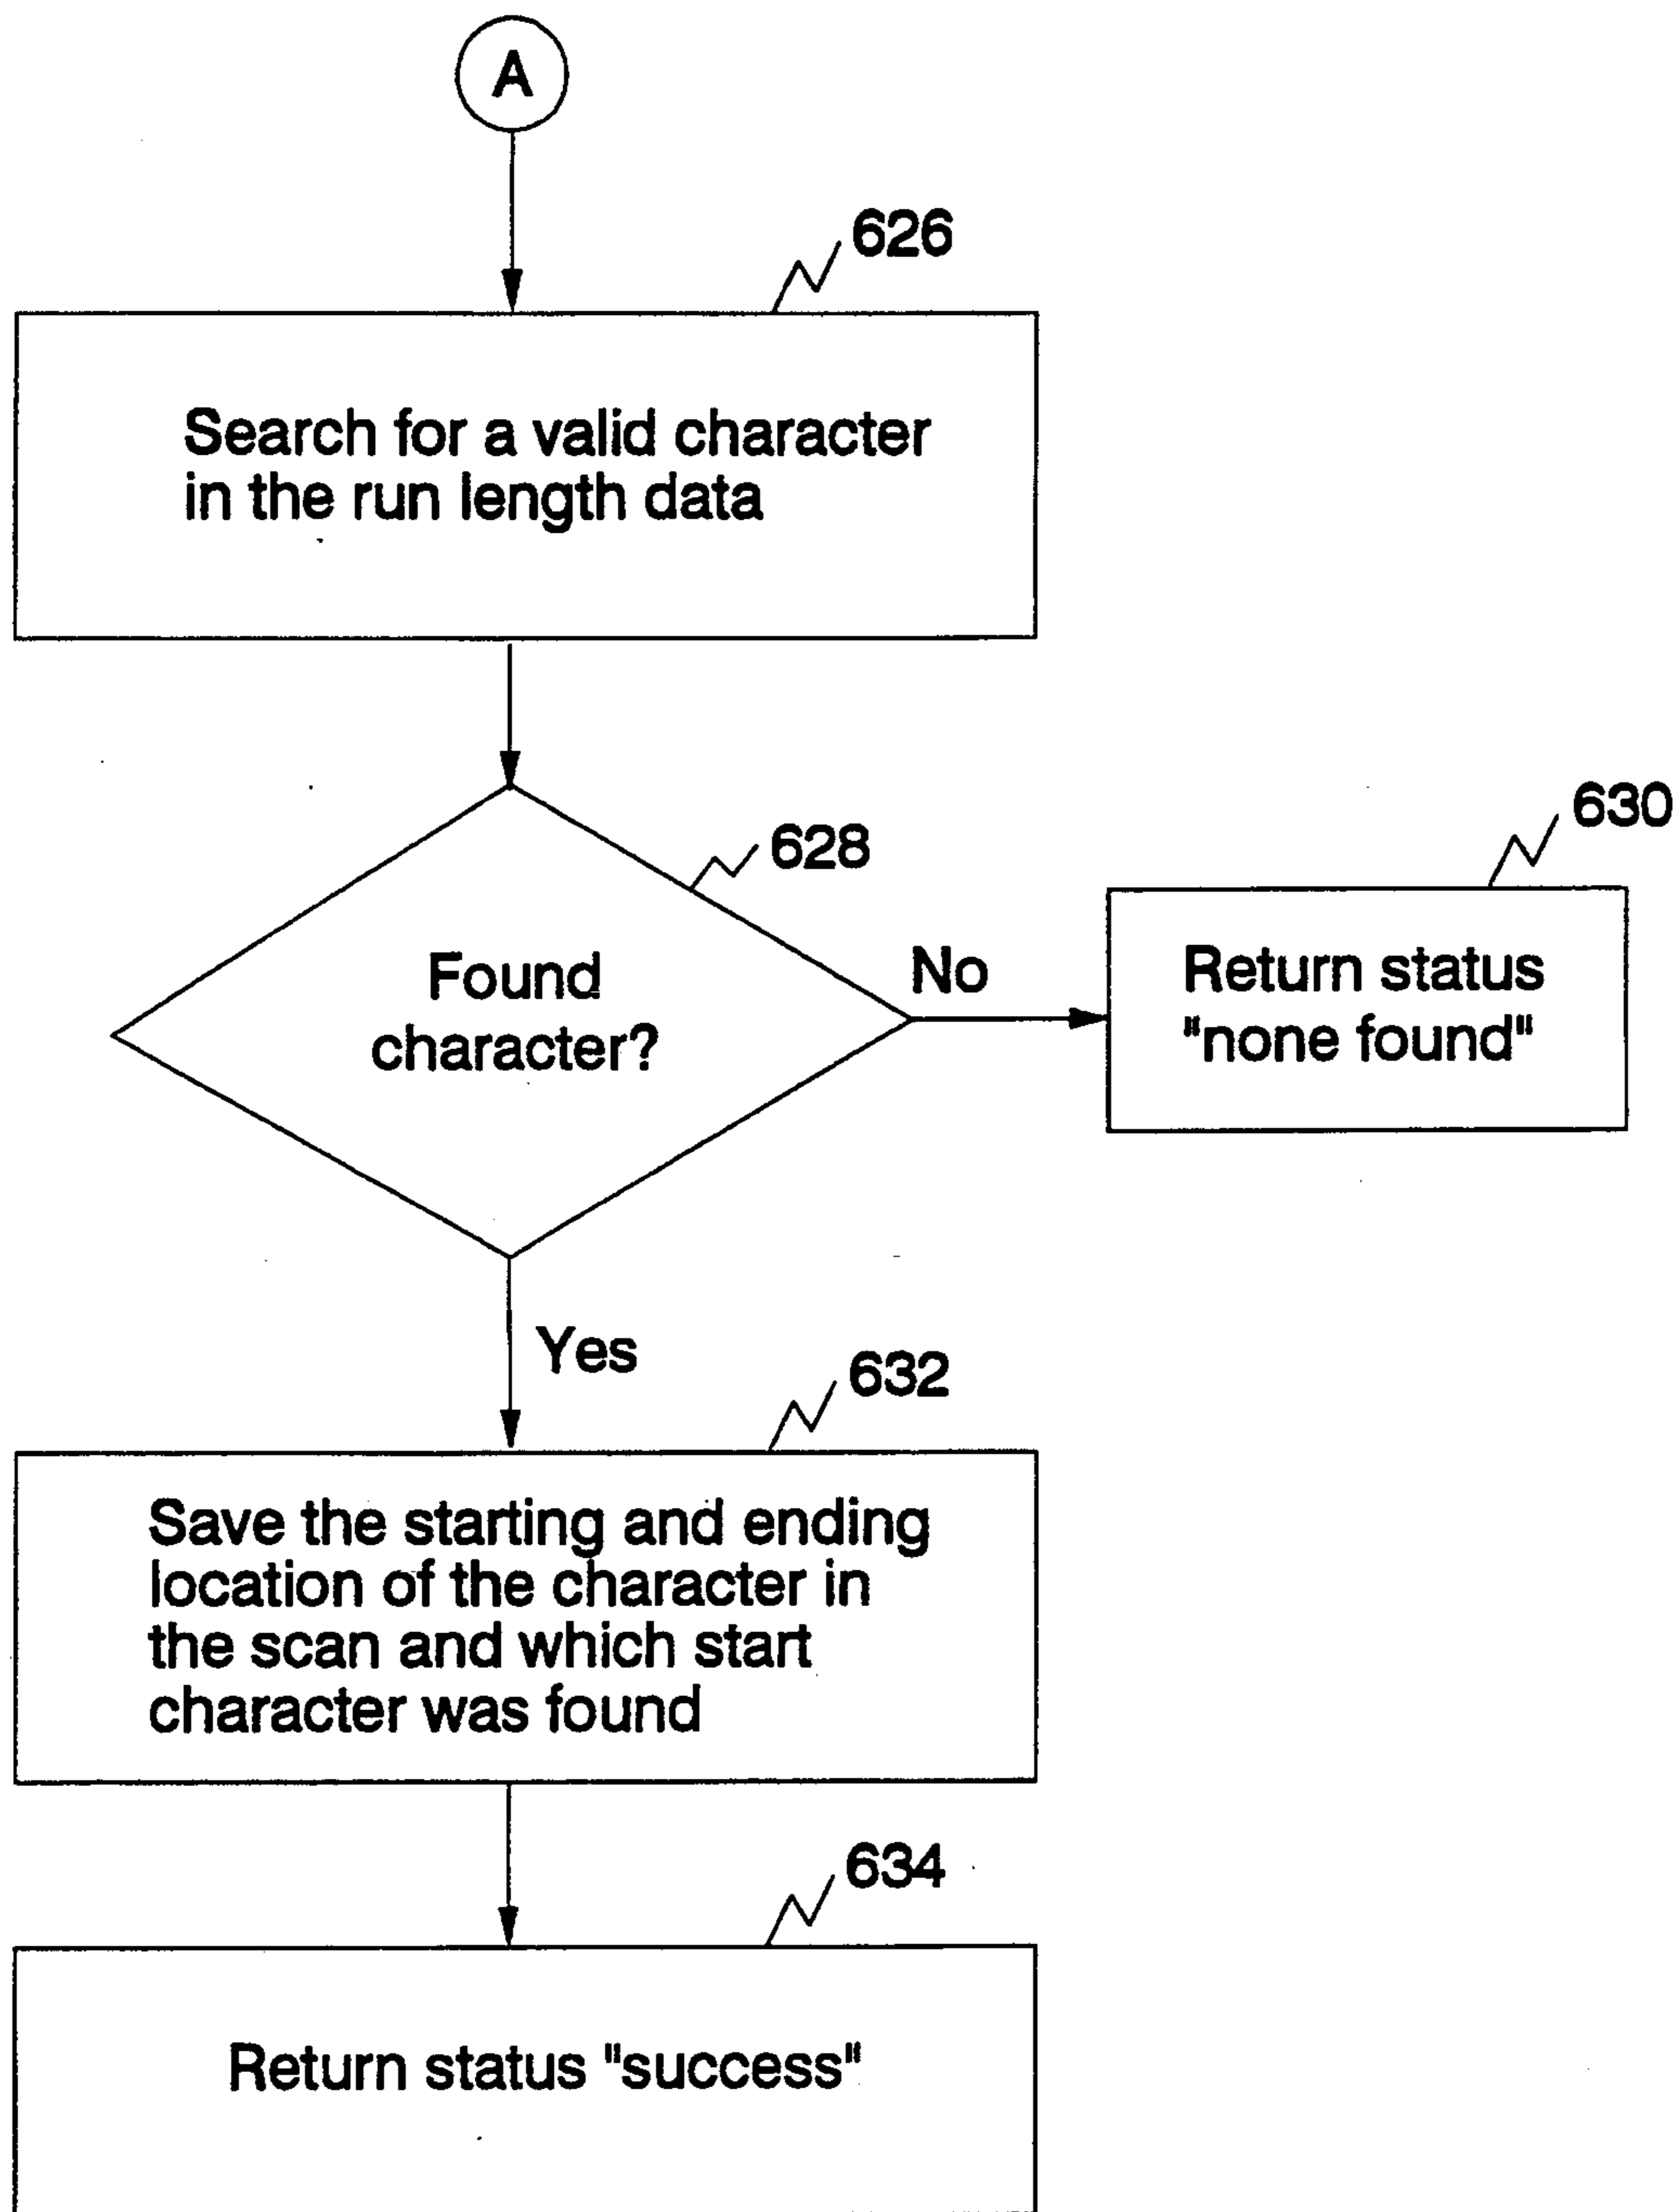 A
626
Search for a valid character
in the run length data
628
Found
character?
No
630
Return status
"none found"
Yes
632
Save the starting and ending
location of the character in
the scan and which start
character was found
634
Return status "success"